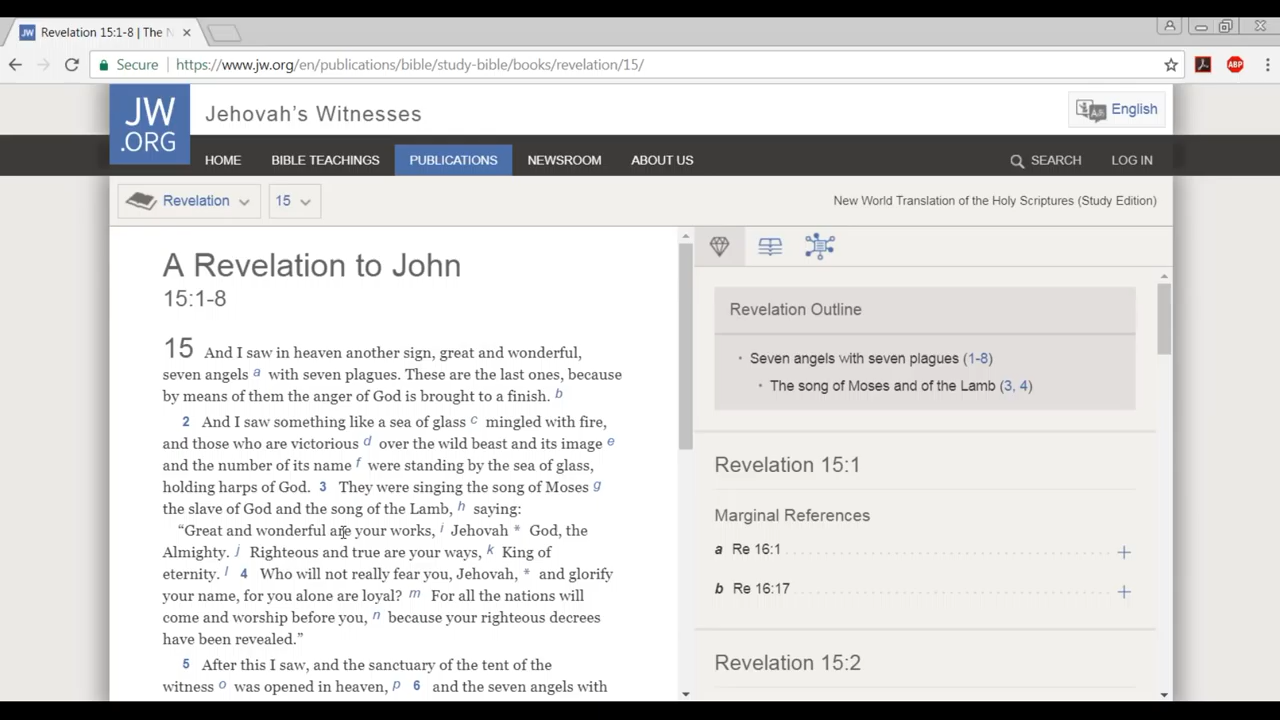 Revelation 15:1-8 | The N
Secure https://www.jw.org/en/publications/bible/study-bible/books/revelation/15/
ABP
JW
.ORG
Jehovah's Witnesses
English
HOME BIBLE TEACHINGS PUBLICATIONS NEWSROOM ABOUT US SEARCH LOG IN
Revelation 15 New World Translation of the Holy Scriptures (Study Edition)
A Revelation to John
15:1-8
15 And I saw in heaven another sign, great and wonderful,
seven angels a with seven plagues. These are the last ones, because
by means of them the anger of God is brought to a finish. b
2 And I saw something like a sea of glass c mingled with fire,
and those who are victorious d over the wild beast and its image e
and the number of its name f were standing by the sea of glass,
holding harps of God. 3 They were singing the song of Moses g
the slave of God and the song of the Lamb, h saying:
“Great and wonderful are your works, i Jehovah * God, the
Almighty. j Righteous and true are your ways, k King of
eternity. l 4 Who will not really fear you, Jehovah, * and glorify
your name, for you alone are loyal? m For all the nations will
come and worship before you, n because your righteous decrees
have been revealed.”
5 After this I saw, and the sanctuary of the tent of the
witness o was opened in heaven, p 6 and the seven angels with
Revelation Outline
• Seven angels with seven plagues (1-8)
• The song of Moses and of the Lamb (3, 4)
Revelation 15:1
Marginal References
a Re 16:1
b Re 16:17
Revelation 15:2